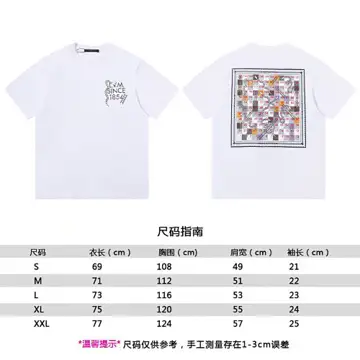 SINCE
1854
尺码指南
尺码 衣长(cm) 胸围(cm) 肩宽(cm) 袖长(cm)
S 69 108 49 21
M 71 112 51 22
L 73 116 53 23
XL 75 120 55 24
XXL 77 124 57 25
*温馨提示* 尺码仅供参考，手工测量存在1-3cm误差